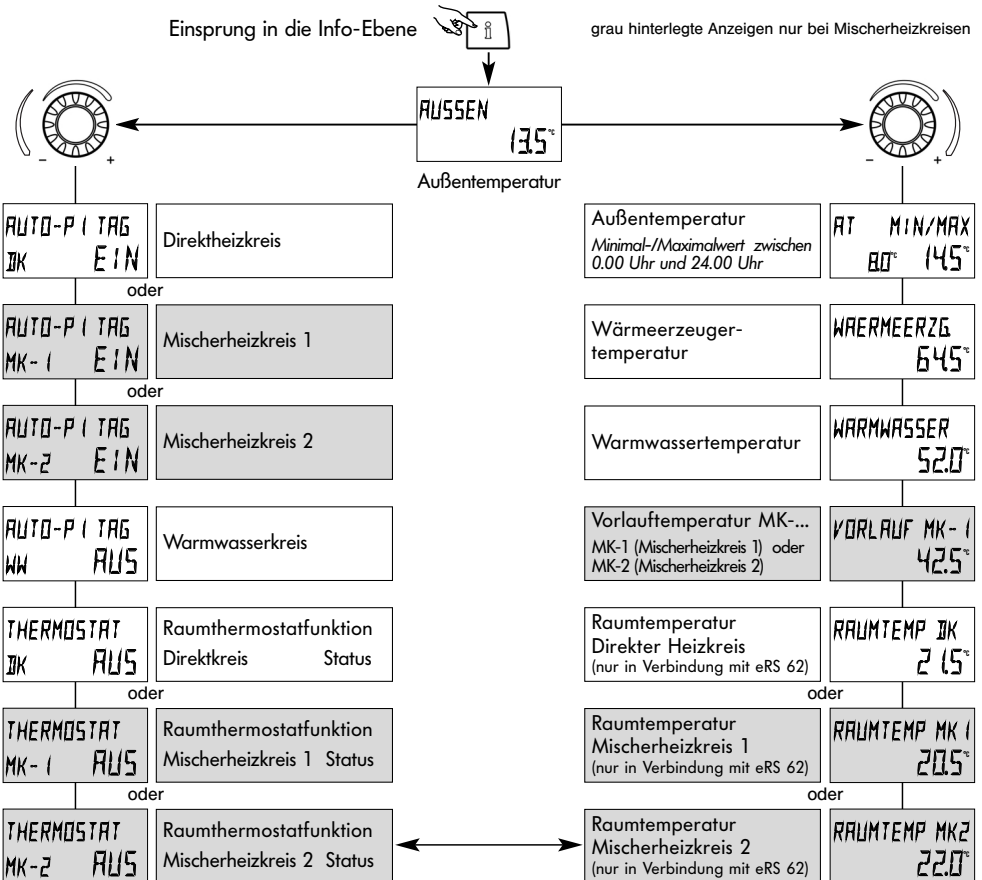 Einsprung in die Info-Ebene
grau hinterlegte Anzeigen nur bei Mischerheizkreisen
AUSSEN
13.5°C
Außentemperatur
- +
- +
AUTO-P1 TAG
DK EIN
Direktheizkreis
oder
AUTO-P1 TAG
MK-1 EIN
Mischerheizkreis 1
oder
AUTO-P1 TAG
MK-2 EIN
Mischerheizkreis 2
AUTO-P1 TAG
WW AUS
Warmwasserkreis
THERMOSTAT
DK AUS
Raumthermostatfunktion
Direktkreis Status
oder
THERMOSTAT
MK-1 AUS
Raumthermostatfunktion
Mischerheizkreis 1 Status
oder
THERMOSTAT
MK-2 AUS
Raumthermostatfunktion
Mischerheizkreis 2 Status
Außentemperatur
Minimal-/Maximalwert zwischen
0.00 Uhr und 24.00 Uhr
AT MIN/MAX
8.0°C 14.5°C
Wärmeerzeuger-
temperatur
WAERMEERZG.
64.5°C
Warmwassertemperatur
WARMWASSER
52.0°C
Vorlauftemperatur MK-...
MK-1 (Mischerheizkreis 1) oder
MK-2 (Mischerheizkreis 2)
VORLAUF MK-1
42.5°C
Raumtemperatur
Direkter Heizkreis
(nur in Verbindung mit eRS 62)
RAUMTEMP DK
21.5°C
oder
Raumtemperatur
Mischerheizkreis 1
(nur in Verbindung mit eRS 62)
RAUMTEMP MK1
20.5°C
oder
Raumtemperatur
Mischerheizkreis 2
(nur in Verbindung mit eRS 62)
RAUMTEMP MK2
22.0°C